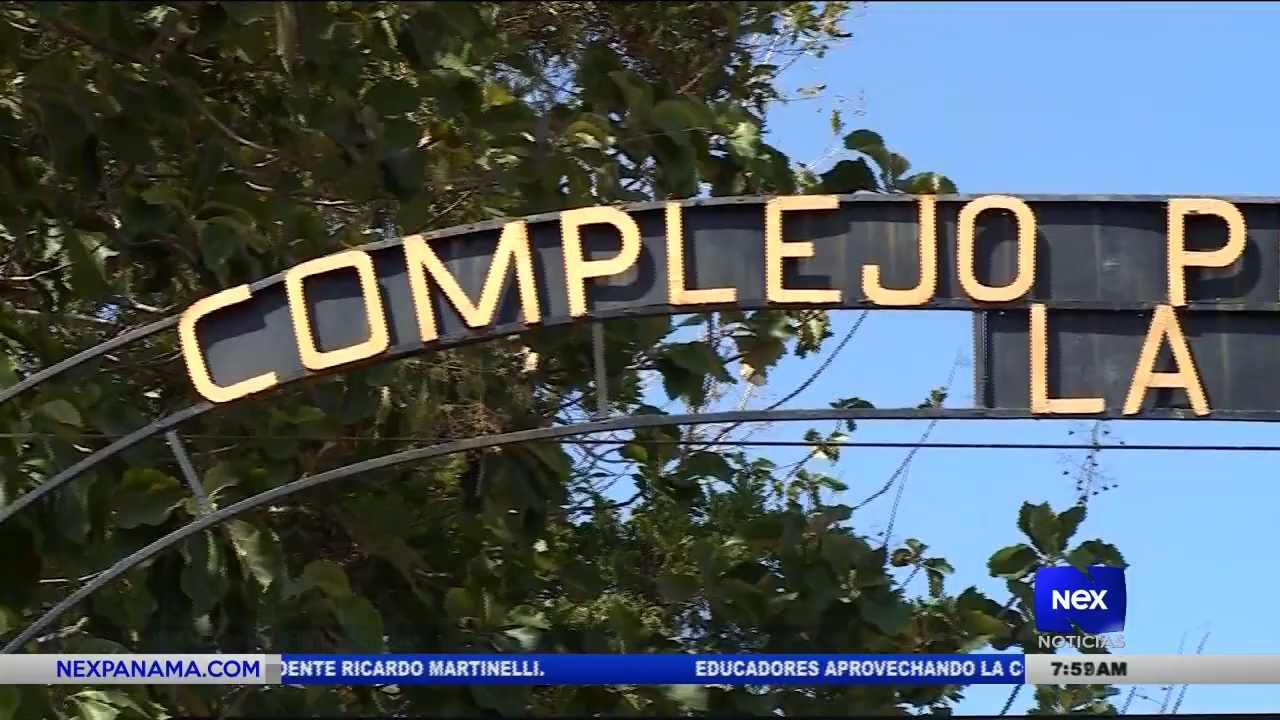 COMPLEJO P
LA
NEX
NOTICIAS
NEXPANAMA.COM
DENTE RICARDO MARTINELLI. EDUCADORES APROVECHANDO LA C
7:59AM